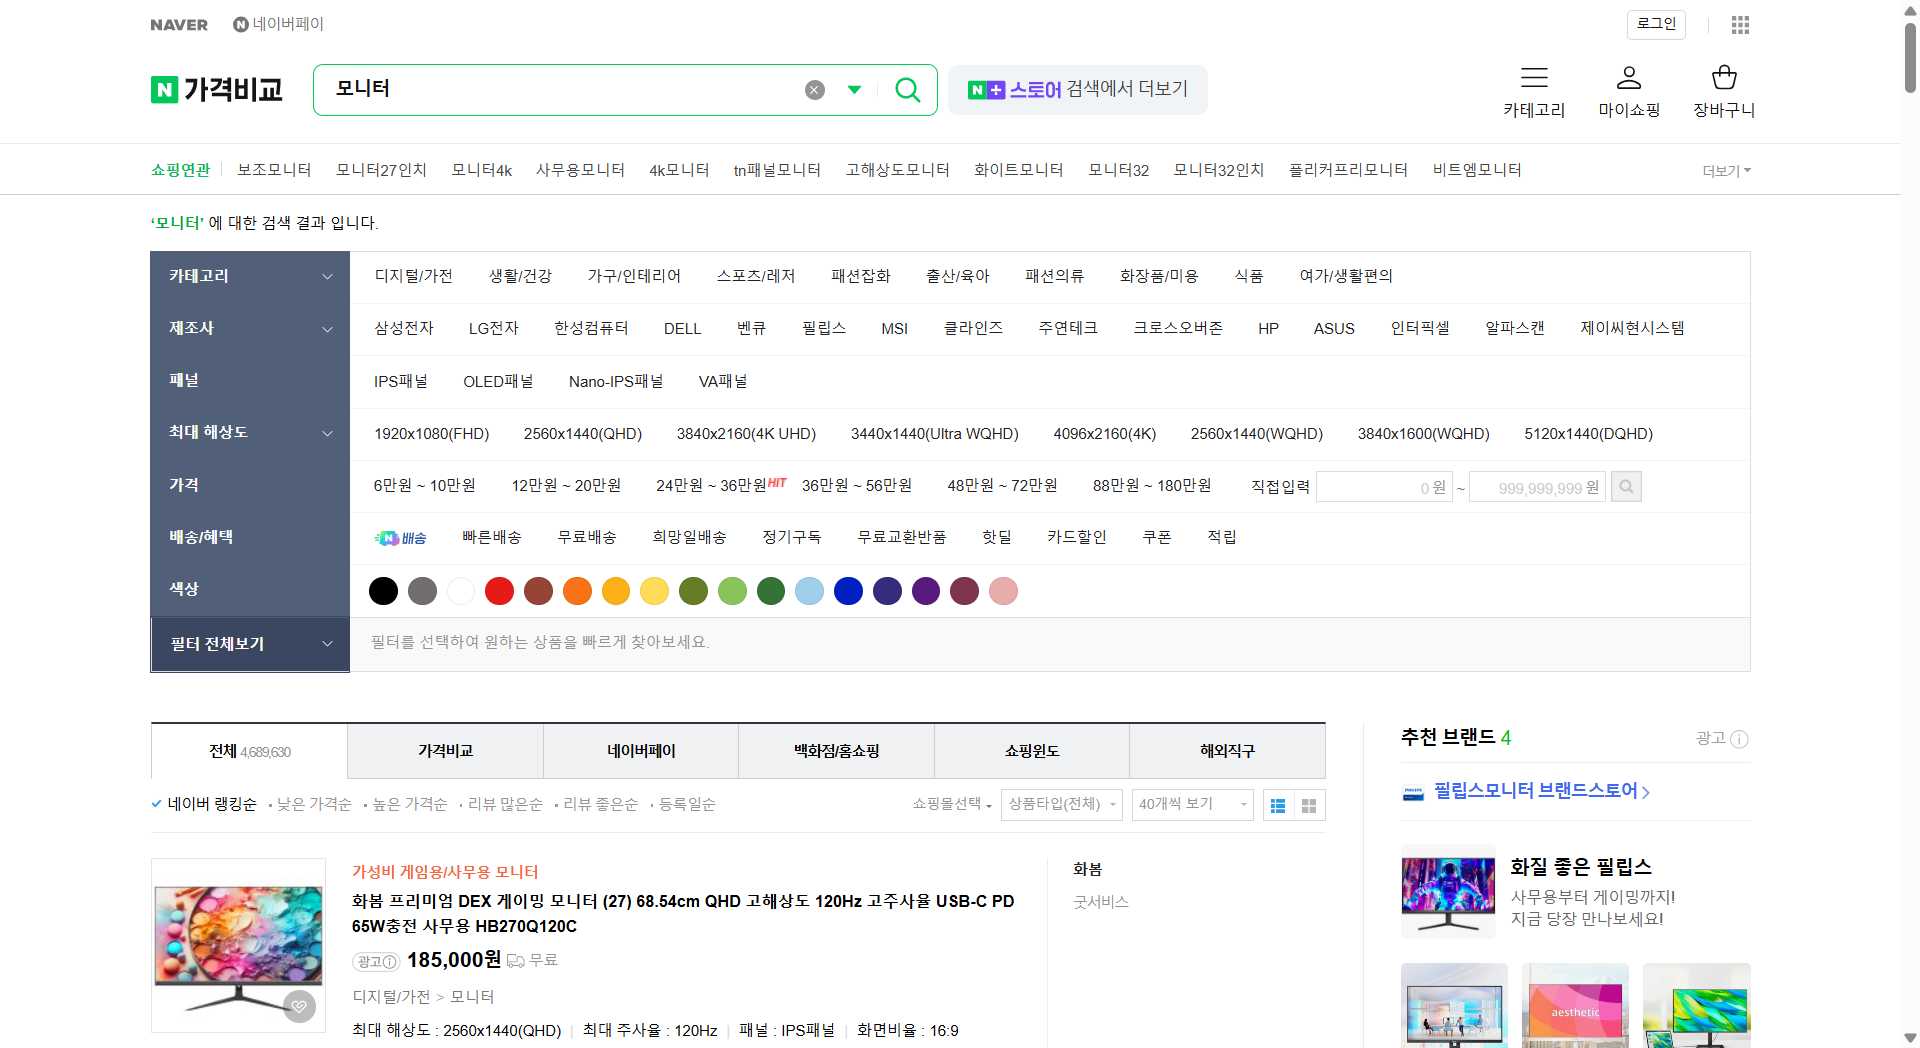 NAVER 네이버페이 로그인
N 가격비교 모니터 N+ 스토어 검색에서 더보기 카테고리 마이쇼핑 장바구니
쇼핑연관 보조모니터 모니터27인치 모니터4k 사무용모니터 4k모니터 tn패널모니터 고해상도모니터 화이트모니터 모니터32 모니터32인치 플리커프리모니터 비트엠모니터 더보기
‘모니터’ 에 대한 검색 결과 입니다.
카테고리 디지털/가전 생활/건강 가구/인테리어 스포츠/레저 패션잡화 출산/육아 패션의류 화장품/미용 식품 여가/생활편의
제조사 삼성전자 LG전자 한성컴퓨터 DELL 벤큐 필립스 MSI 클라인즈 주연테크 크로스오버존 HP ASUS 인터픽셀 알파스캔 제이씨현시스템
패널 IPS패널 OLED패널 Nano-IPS패널 VA패널
최대 해상도 1920x1080(FHD) 2560x1440(QHD) 3840x2160(4K UHD) 3440x1440(Ultra WQHD) 4096x2160(4K) 2560x1440(WQHD) 3840x1600(WQHD) 5120x1440(DQHD)
가격 6만원 ~ 10만원 12만원 ~ 20만원 24만원 ~ 36만원HIT 36만원 ~ 56만원 48만원 ~ 72만원 88만원 ~ 180만원 직접입력 0 원 ~ 999,999,999 원
배송/혜택 N 배송 빠른배송 무료배송 희망일배송 정기구독 무료교환반품 핫딜 카드할인 쿠폰 적립
색상
필터 전체보기 필터를 선택하여 원하는 상품을 빠르게 찾아보세요.
전체 4,689,630 가격비교 네이버페이 백화점/홈쇼핑 쇼핑윈도 해외직구
네이버 랭킹순 낮은 가격순 높은 가격순 리뷰 많은순 리뷰 좋은순 등록일순 쇼핑몰선택 상품타입(전체) 40개씩 보기
가성비 게임용/사무용 모니터
화봄 프리미엄 DEX 게이밍 모니터 (27) 68.54cm QHD 고해상도 120Hz 고주사율 USB-C PD
65W충전 사무용 HB270Q120C
광고 185,000원 무료
디지털/가전 > 모니터
최대 해상도 : 2560x1440(QHD) 최대 주사율 : 120Hz 패널 : IPS패널 화면비율 : 16:9
화봄
굿서비스
추천 브랜드 4 광고
PHILIPS 필립스모니터 브랜드스토어
화질 좋은 필립스
사무용부터 게이밍까지!
지금 당장 만나보세요!
aesthetic